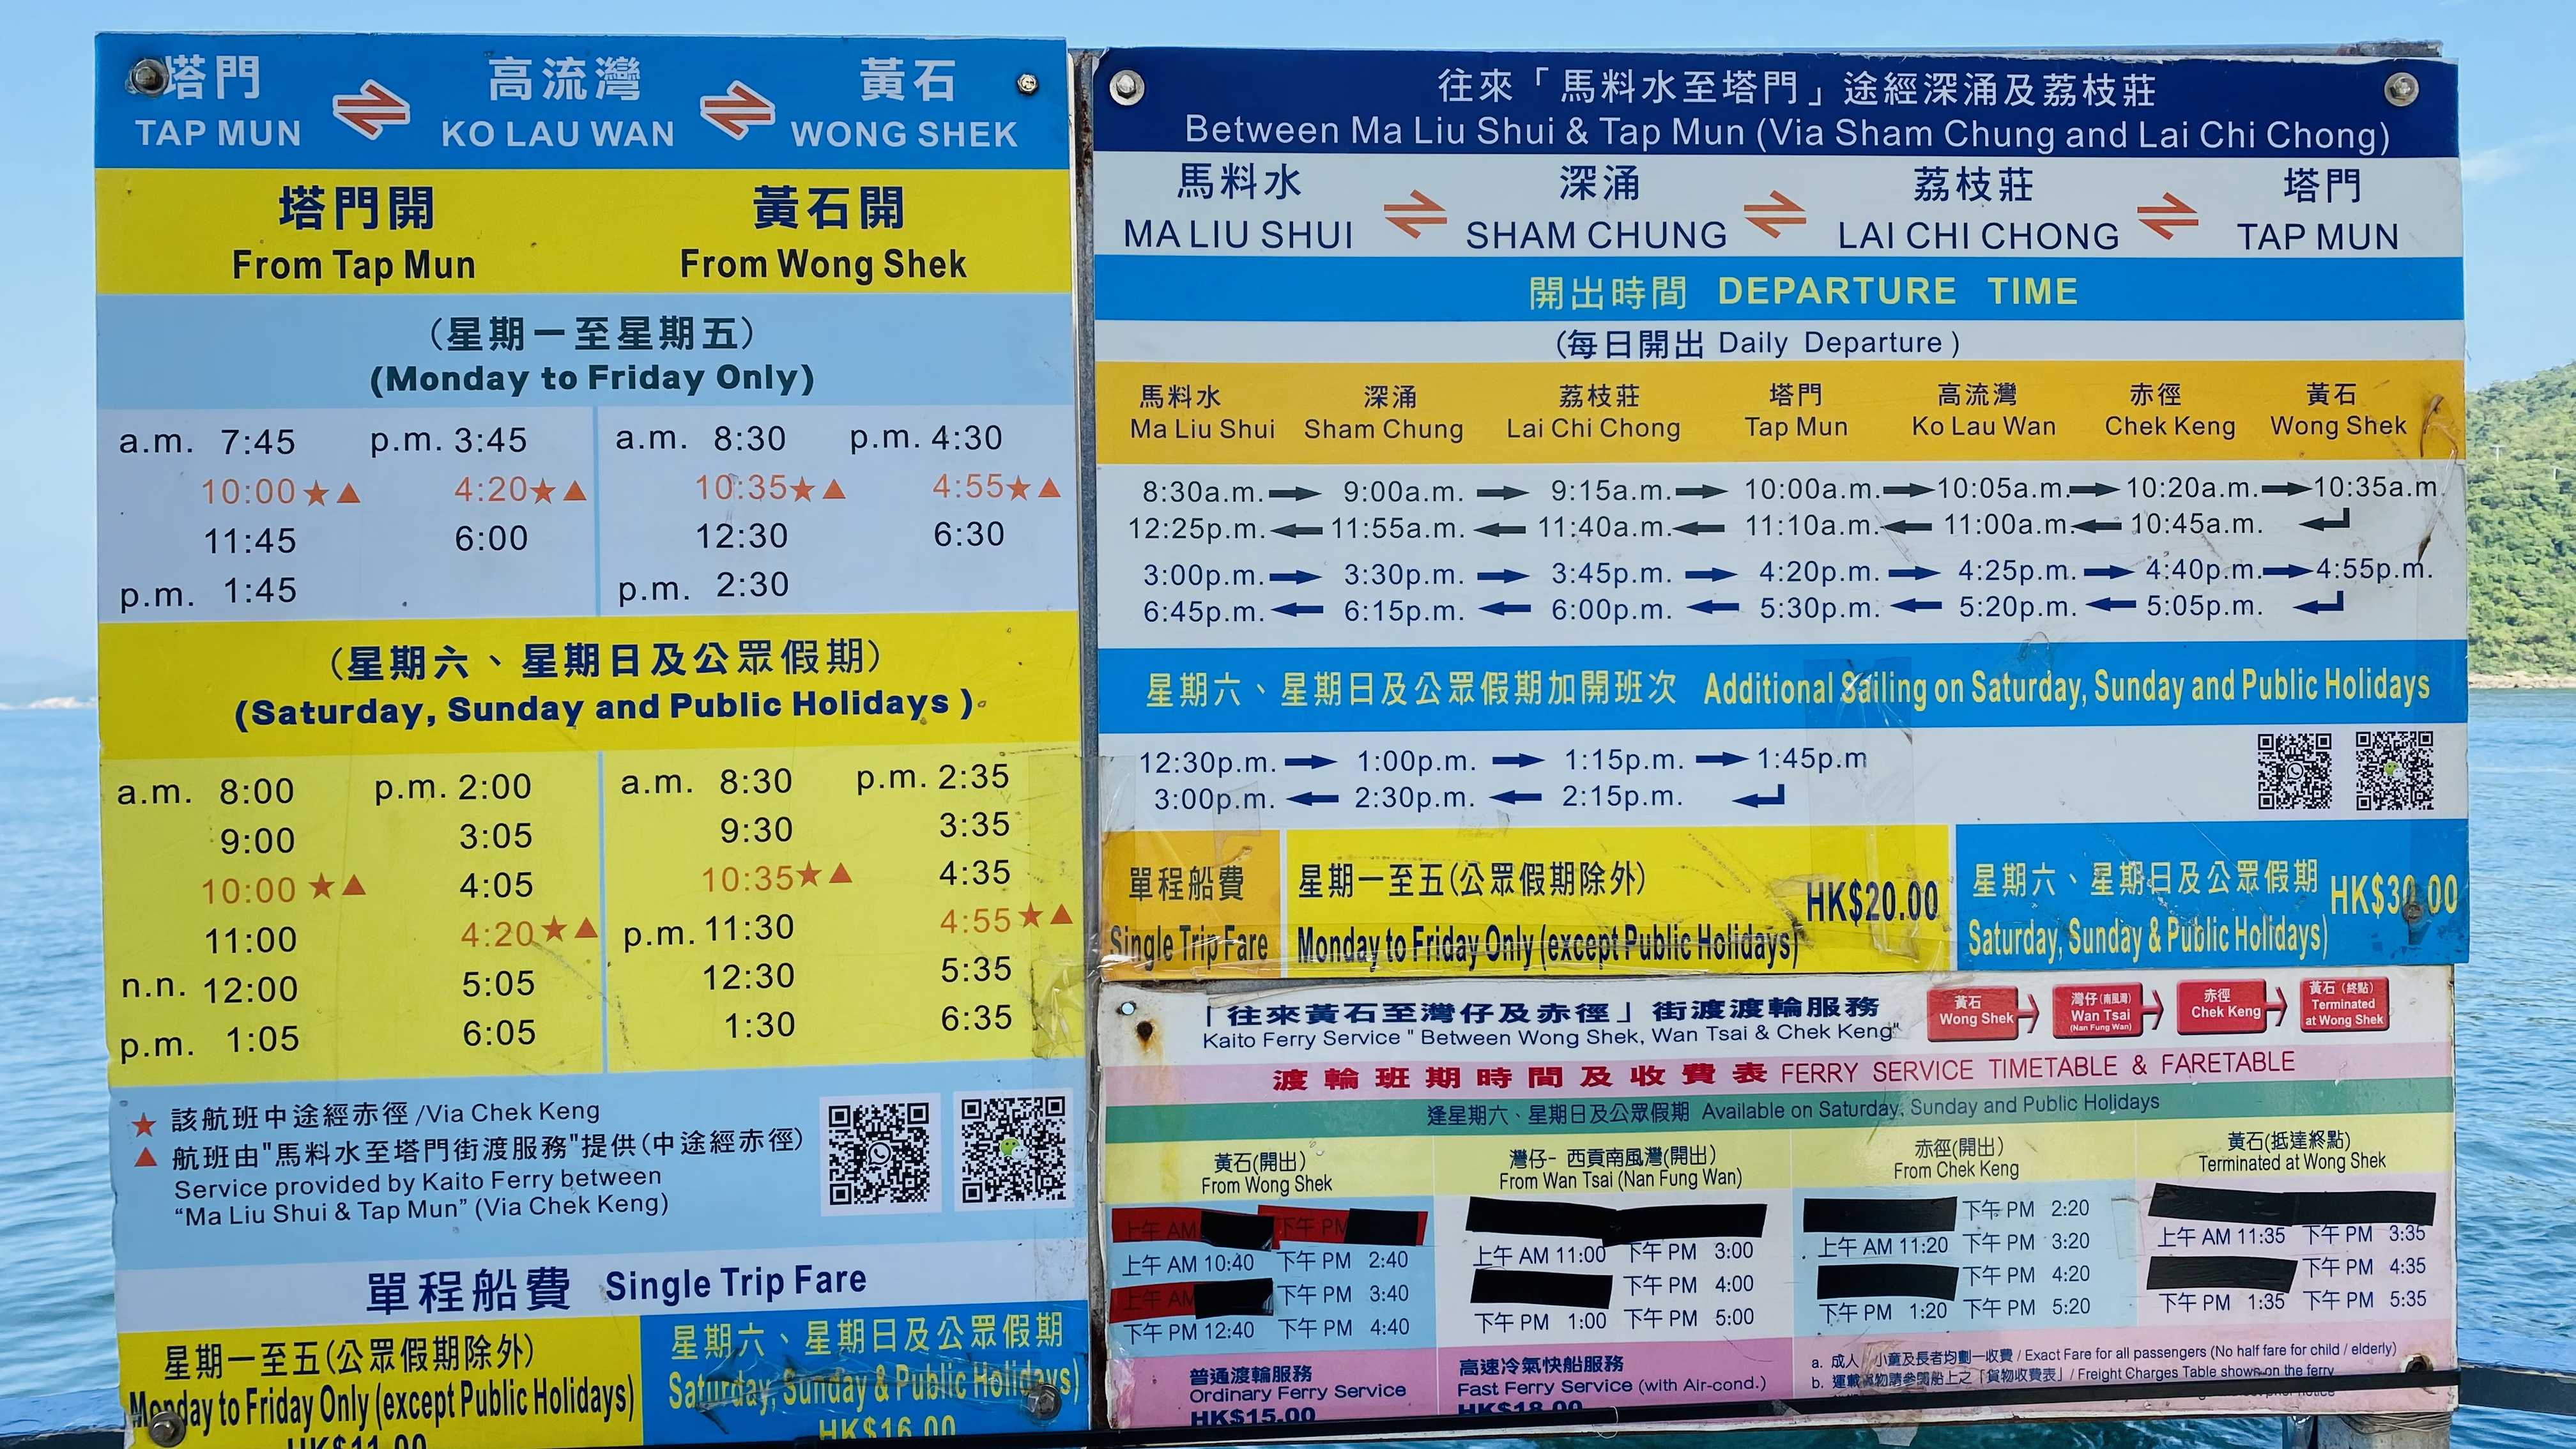 塔門 高流灣 黃石
TAP MUN KO LAU WAN WONG SHEK
塔門開 黃石開
From Tap Mun From Wong Shek
(星期一至星期五)
(Monday to Friday Only)
a.m. 7:45 p.m. 3:45 a.m. 8:30 p.m. 4:30
10:00★▲ 4:20★▲ 10:35★▲ 4:55★▲
11:45 6:00 12:30 6:30
p.m. 1:45 p.m. 2:30
(星期六、星期日及公眾假期)
(Saturday, Sunday and Public Holidays )
a.m. 8:00 p.m. 2:00 a.m. 8:30 p.m. 2:35
9:00 3:05 9:30 3:35
10:00 ★▲ 4:05 10:35★▲ 4:35
11:00 4:20★▲ p.m. 11:30 4:55★▲
n.n. 12:00 5:05 12:30 5:35
p.m. 1:05 6:05 1:30 6:35
★ 該航班中途經赤徑 /Via Chek Keng
▲ 航班由"馬料水至塔門街渡服務"提供(中途經赤徑)
Service provided by Kaito Ferry between
“Ma Liu Shui & Tap Mun” (Via Chek Keng)
單程船費 Single Trip Fare
星期一至五(公眾假期除外) 星期六、星期日及公眾假期
Monday to Friday Only (except Public Holidays) Saturday, Sunday & Public Holidays)
HK$11.00 HK$16.00
往來「馬料水至塔門」途經深涌及荔枝莊
Between Ma Liu Shui & Tap Mun (Via Sham Chung and Lai Chi Chong)
馬料水 深涌 荔枝莊 塔門
MA LIU SHUI SHAM CHUNG LAI CHI CHONG TAP MUN
開出時間 DEPARTURE TIME
(每日開出 Daily Departure )
馬料水 深涌 荔枝莊 塔門 高流灣 赤徑 黃石
Ma Liu Shui Sham Chung Lai Chi Chong Tap Mun Ko Lau Wan Chek Keng Wong Shek
8:30a.m. 9:00a.m. 9:15a.m. 10:00a.m. 10:05a.m. 10:20a.m. 10:35a.m.
12:25p.m. 11:55a.m. 11:40a.m. 11:10a.m. 11:00a.m. 10:45a.m.
3:00p.m. 3:30p.m. 3:45p.m. 4:20p.m. 4:25p.m. 4:40p.m. 4:55p.m.
6:45p.m. 6:15p.m. 6:00p.m. 5:30p.m. 5:20p.m. 5:05p.m.
星期六、星期日及公眾假期加開班次 Additional Sailing on Saturday, Sunday and Public Holidays
12:30p.m. 1:00p.m. 1:15p.m. 1:45p.m
3:00p.m. 2:30p.m. 2:15p.m.
單程船費 星期一至五(公眾假期除外) HK$20.00 星期六、星期日及公眾假期 HK$30.00
Single Trip Fare Monday to Friday Only (except Public Holidays) Saturday, Sunday & Public Holidays)
「往來黃石至灣仔及赤徑」街渡渡輪服務
Kaito Ferry Service " Between Wong Shek, Wan Tsai & Chek Keng"
黃石 灣仔(南風灣) 赤徑 黃石 (終點)
Wong Shek Wan Tsai Chek Keng Terminated
(Nan Fung Wan) at Wong Shek
渡輪班期時間及收費表 FERRY SERVICE TIMETABLE & FARETABLE
逢星期六、星期日及公眾假期 Available on Saturday, Sunday and Public Holidays
黃石(開出) 灣仔- 西貢南風灣(開出) 赤徑(開出) 黃石(抵達終點)
From Wong Shek From Wan Tsai (Nan Fung Wan) From Chek Keng Terminated at Wong Shek
上午 AM 下午 PM 下午 PM 2:20
上午 AM 10:40 下午 PM 2:40 上午 AM 11:00 下午 PM 3:00 上午 AM 11:20 下午 PM 3:20 上午 AM 11:35 下午 PM 3:35
上午 AM 下午 PM 3:40 下午 PM 4:00 下午 PM 4:20 下午 PM 4:35
下午 PM 12:40 下午 PM 4:40 下午 PM 1:00 下午 PM 5:00 下午 PM 1:20 下午 PM 5:20 下午 PM 1:35 下午 PM 5:35
普通渡輪服務 高速冷氣快船服務
Ordinary Ferry Service Fast Ferry Service (with Air-cond.)
HK$15.00 HK$18.00
a. 成人 小童及長者均劃一收費 / Exact Fare for all passengers (No half fare for child / elderly)
b. 運載貨物請參閱船上之「貨物收費表」/ Freight Charges Table shown on the ferry